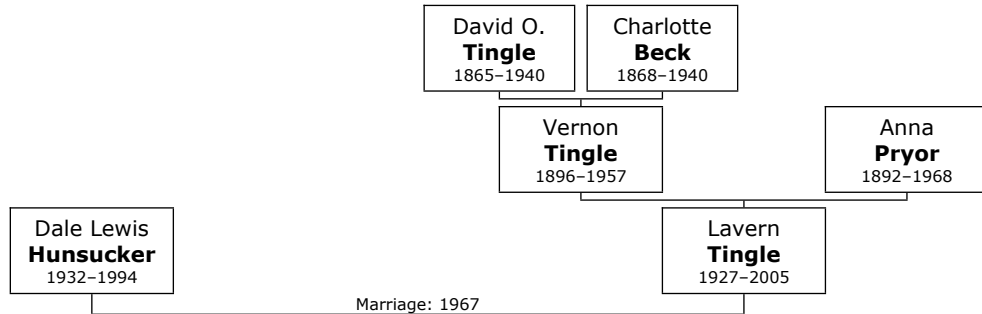 David O.
Tingle
1865–1940
Charlotte
Beck
1868–1940
Vernon
Tingle
1896–1957
Anna
Pryor
1892–1968
Dale Lewis
Hunsucker
1932–1994
Lavern
Tingle
1927–2005
Marriage: 1967